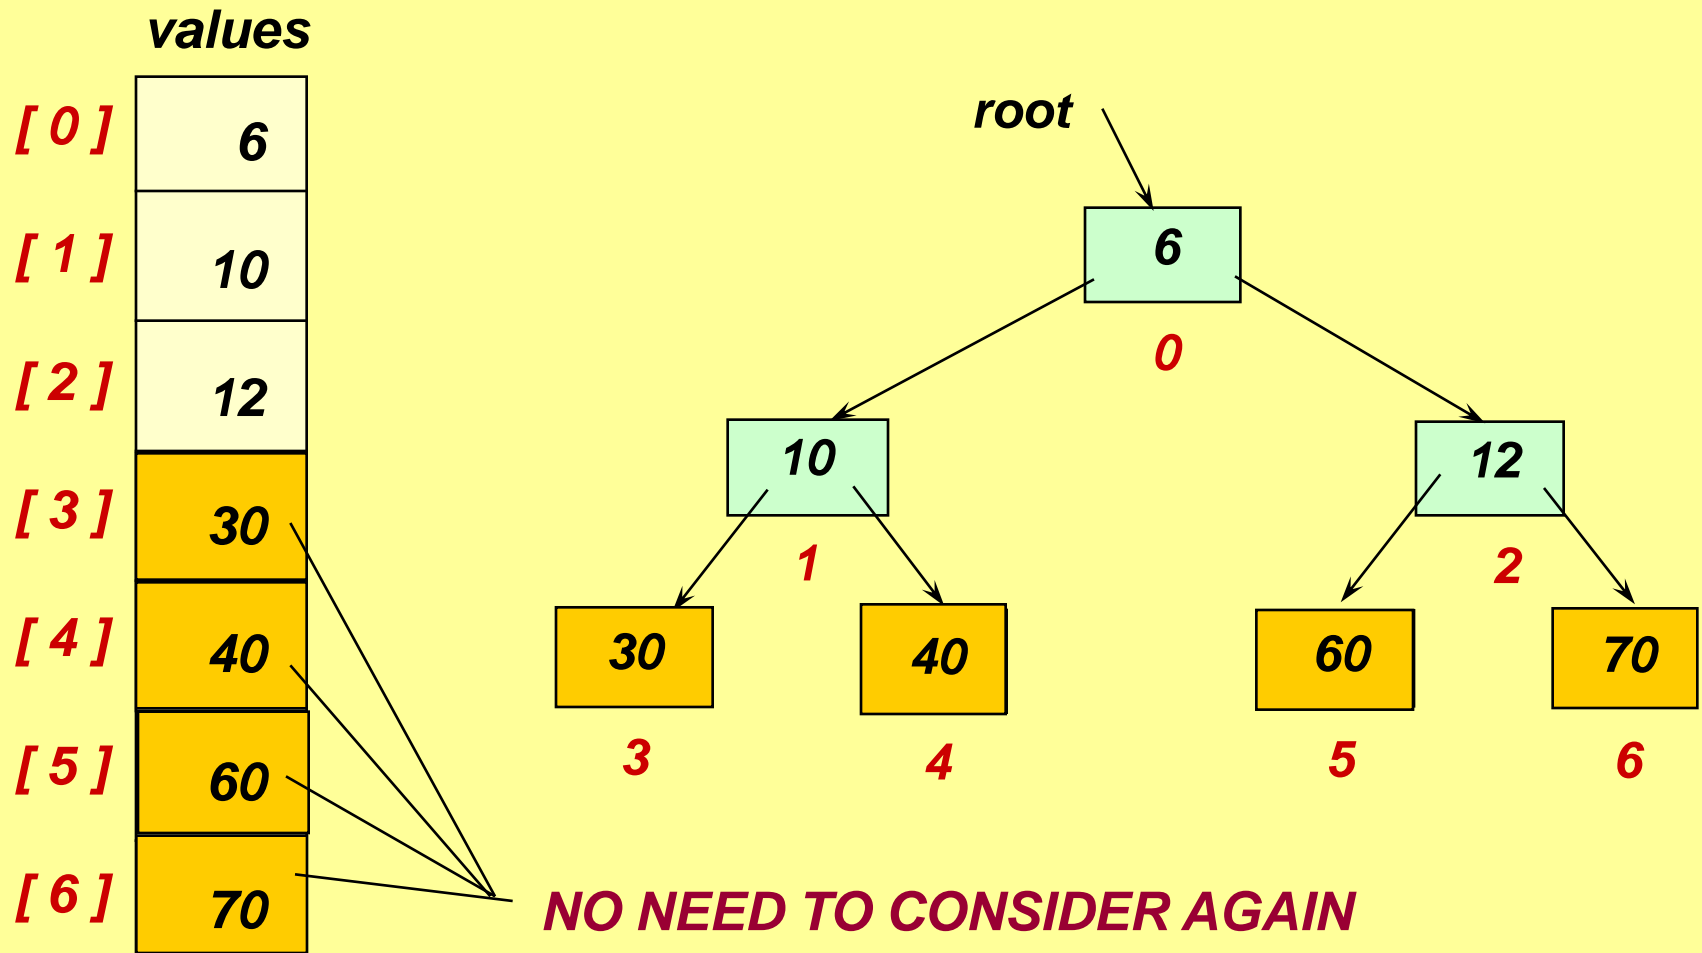 values
[ 0 ] 6
[ 1 ] 10
[ 2 ] 12
[ 3 ] 30
[ 4 ] 40
[ 5 ] 60
[ 6 ] 70
root
6
0
10 12
1 2
30 40 60 70
3 4 5 6
NO NEED TO CONSIDER AGAIN